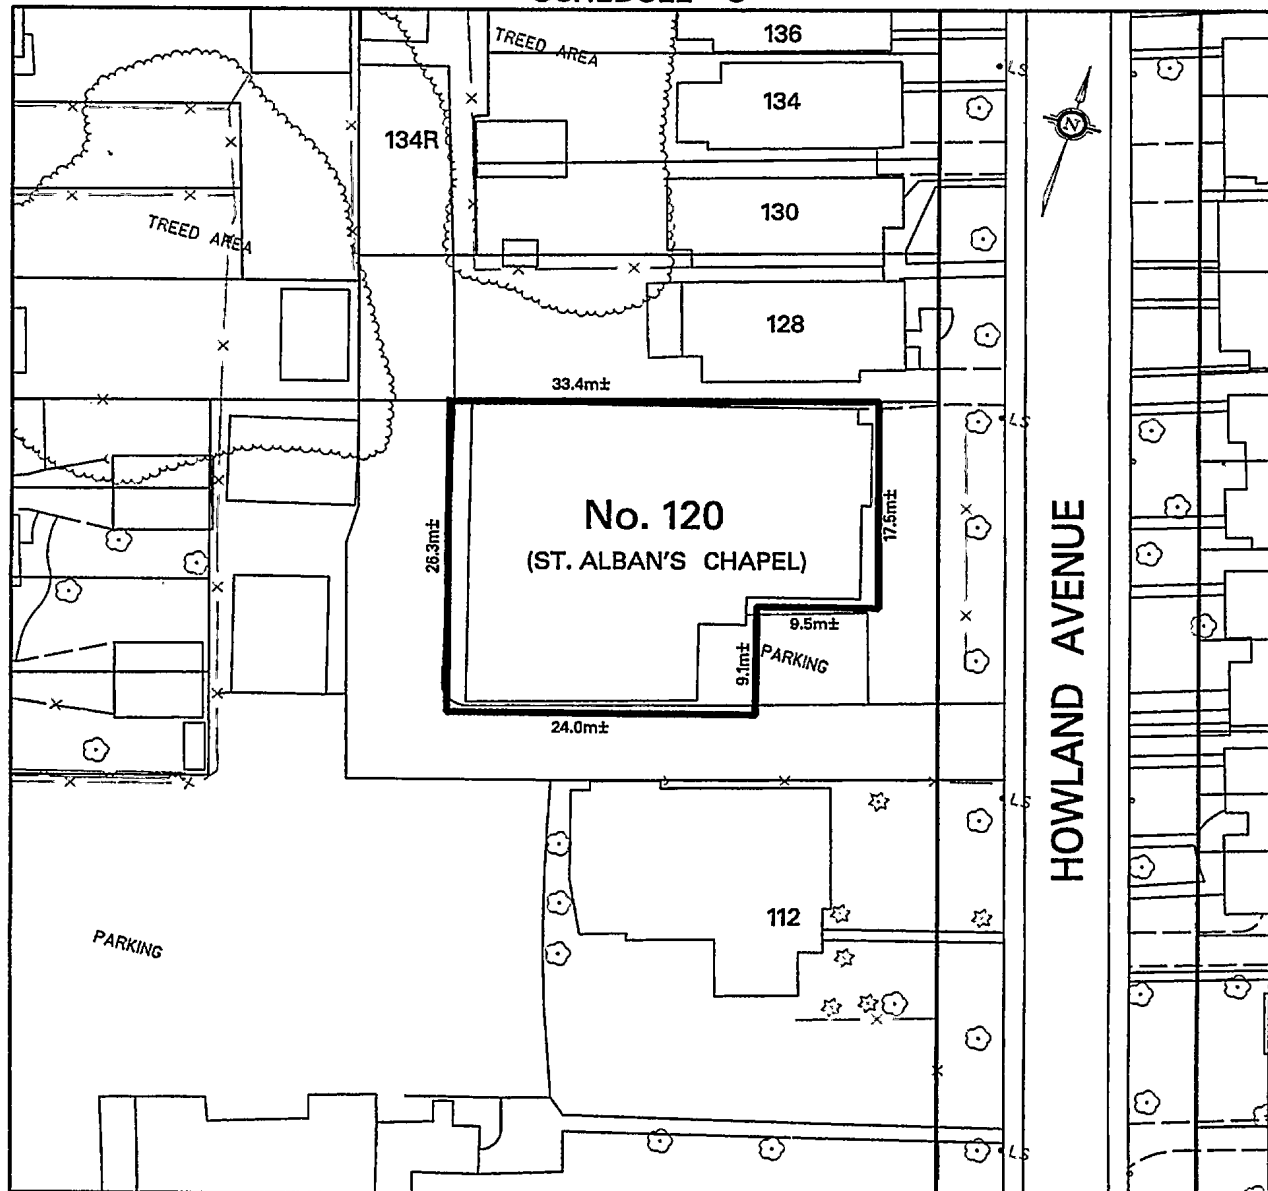 TREED AREA
136
LS
134
134R
N
130
TREED AREA
128
33.4m±
LS
No. 120
(ST. ALBAN'S CHAPEL)
26.3m±
17.5m±
9.5m±
9.1m±
PARKING
24.0m±
HOWLAND AVENUE
LS
112
PARKING
LS